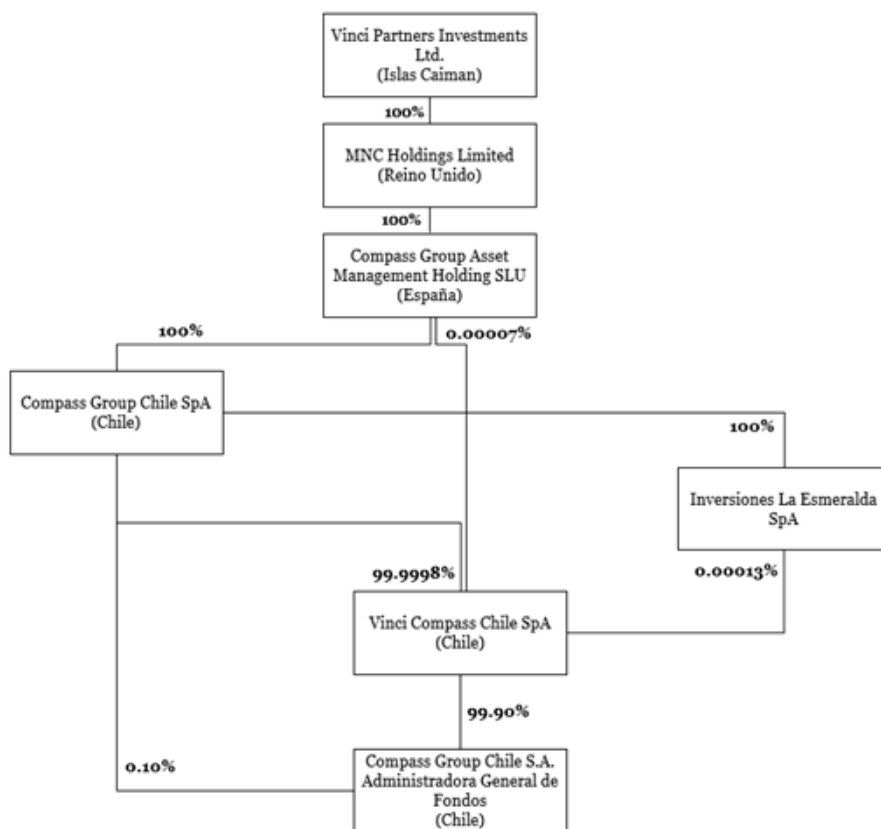 Vinci Partners Investments
Ltd.
(Islas Caiman)
100%
MNC Holdings Limited
(Reino Unido)
100%
Compass Group Asset
Management Holding SLU
(España)
100%
0.00007%
Compass Group Chile SpA
(Chile)
100%
Inversiones La Esmeralda
SpA
99.9998%
0.00013%
Vinci Compass Chile SpA
(Chile)
99.90%
0.10%
Compass Group Chile S.A.
Administradora General de
Fondos
(Chile)